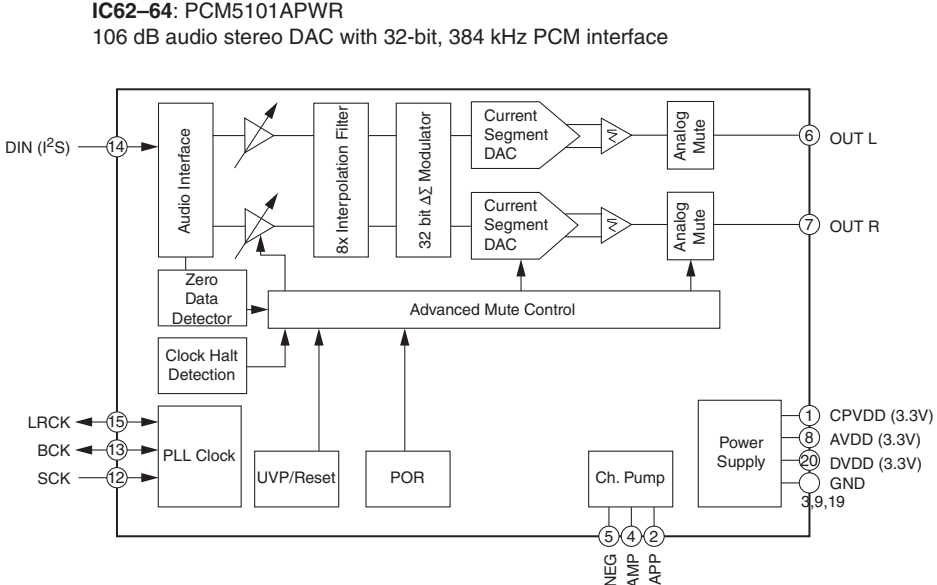 IC62–64: PCM5101APWR
106 dB audio stereo DAC with 32-bit, 384 kHz PCM interface
DIN (I²S)
14
Audio Interface
8x Interpolation Filter
32 bit ΔΣ Modulator
Current
Segment
DAC
Analog
Mute
6
OUT L
Current
Segment
DAC
Analog
Mute
7
OUT R
Zero
Data
Detector
Advanced Mute Control
Clock Halt
Detection
LRCK
15
BCK
13
SCK
12
PLL Clock
UVP/Reset
POR
Ch. Pump
Power
Supply
1
CPVDD (3.3V)
8
AVDD (3.3V)
20
DVDD (3.3V)
GND
3,9,19
5
4
2
NEG
AMP
APP